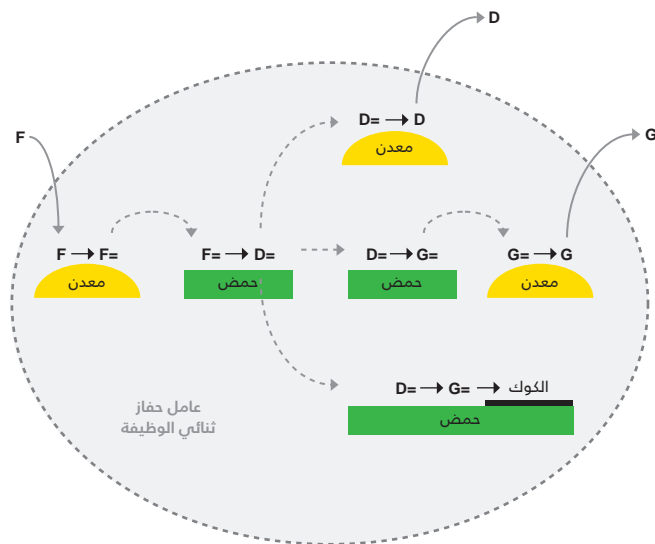 D
D= → D
معدن
F
G
F → F=
معدن
F= → D=
حمض
D= → G=
حمض
G= → G
معدن
D= → G= → الكوك
حمض
عامل حفاز
ثنائي الوظيفة